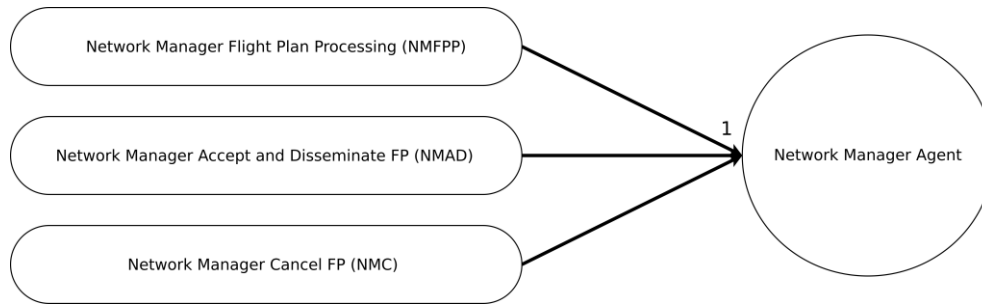 Network Manager Flight Plan Processing (NMFPP)
1
Network Manager Accept and Disseminate FP (NMAD)
Network Manager Agent
Network Manager Cancel FP (NMC)